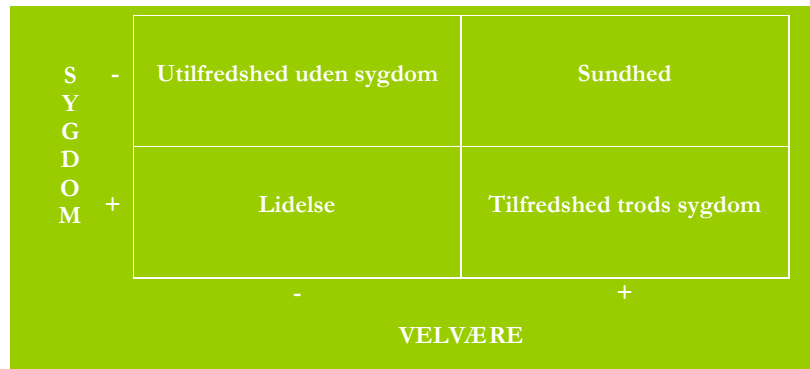 SYGDOM
- Utilfredshed uden sygdom Sundhed
+ Lidelse Tilfredshed trods sygdom
- +
VELVÆRE